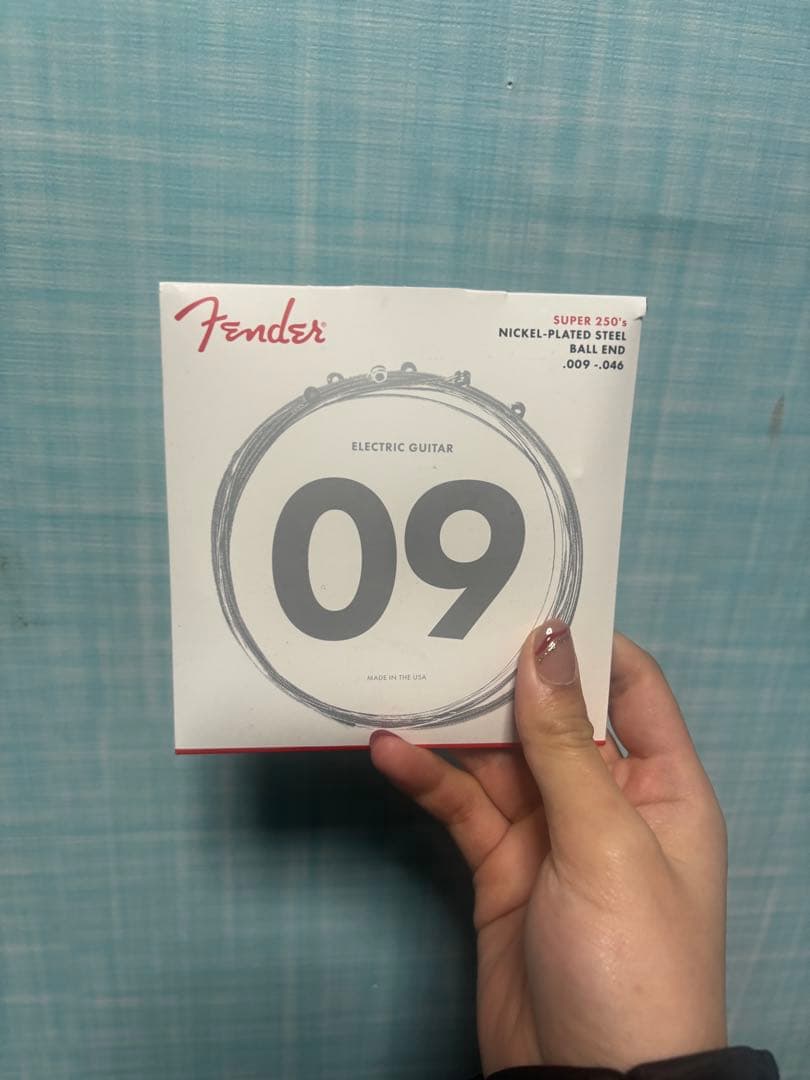 Fender®
SUPER 250's
NICKEL-PLATED STEEL
BALL END
.009 -.046
ELECTRIC GUITAR
09
MADE IN THE USA